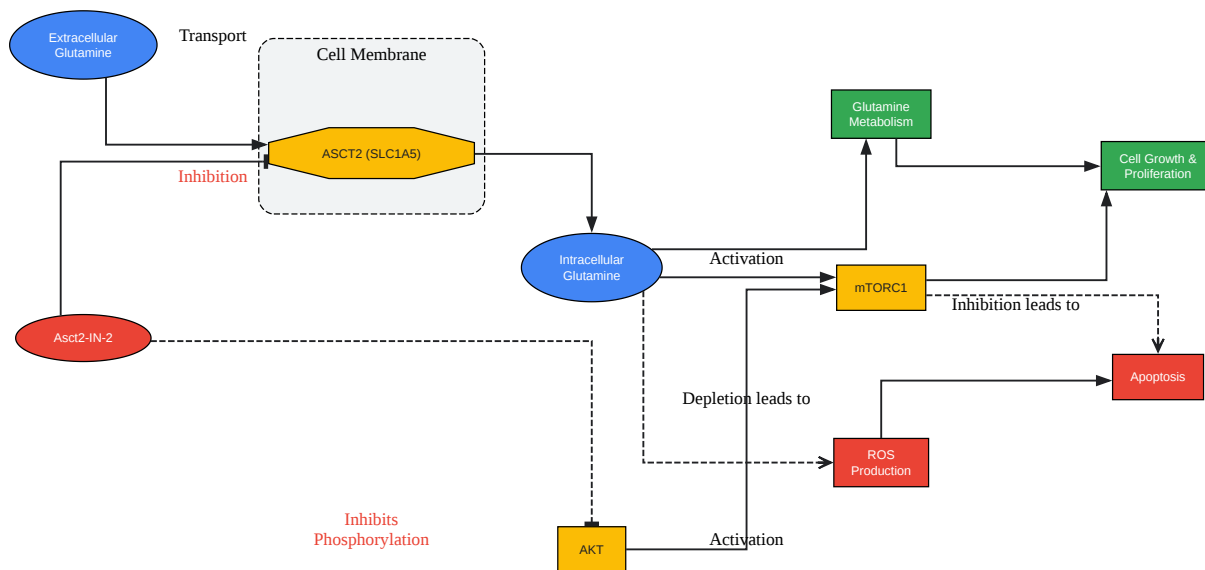 Extracellular
Glutamine
Transport
Cell Membrane
ASCT2 (SLC1A5)
Inhibition
Glutamine
Metabolism
Cell Growth &
Proliferation
Intracellular
Glutamine
Activation
mTORC1
Inhibition leads to
Asct2-IN-2
Apoptosis
Depletion leads to
ROS
Production
Inhibits
Phosphorylation
AKT
Activation